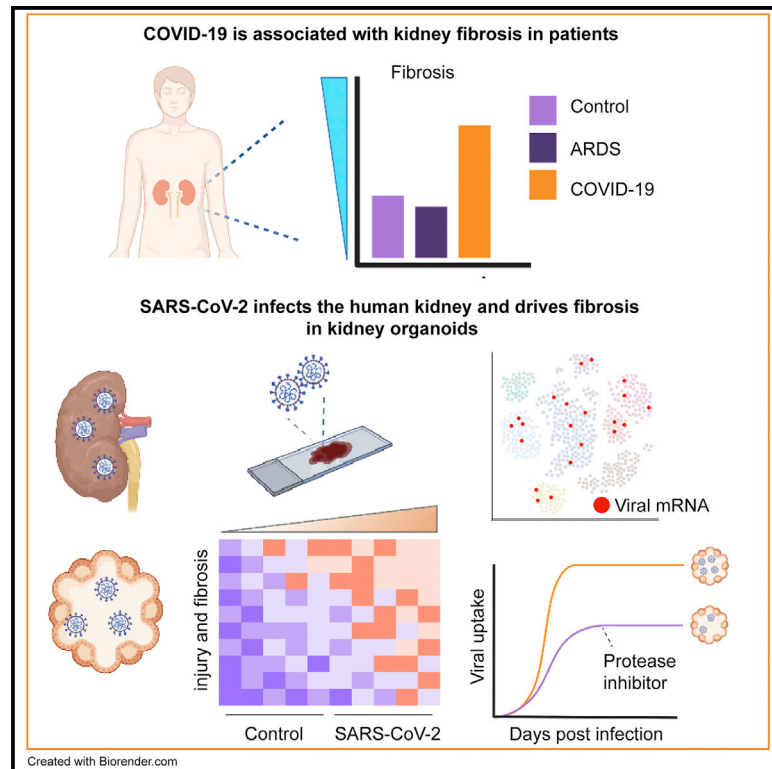 COVID-19 is associated with kidney fibrosis in patients
Fibrosis
Control
ARDS
COVID-19
SARS-CoV-2 infects the human kidney and drives fibrosis
in kidney organoids
Viral mRNA
injury and fibrosis
Control
SARS-CoV-2
Viral uptake
Protease
inhibitor
Days post infection
Created with Biorender.com